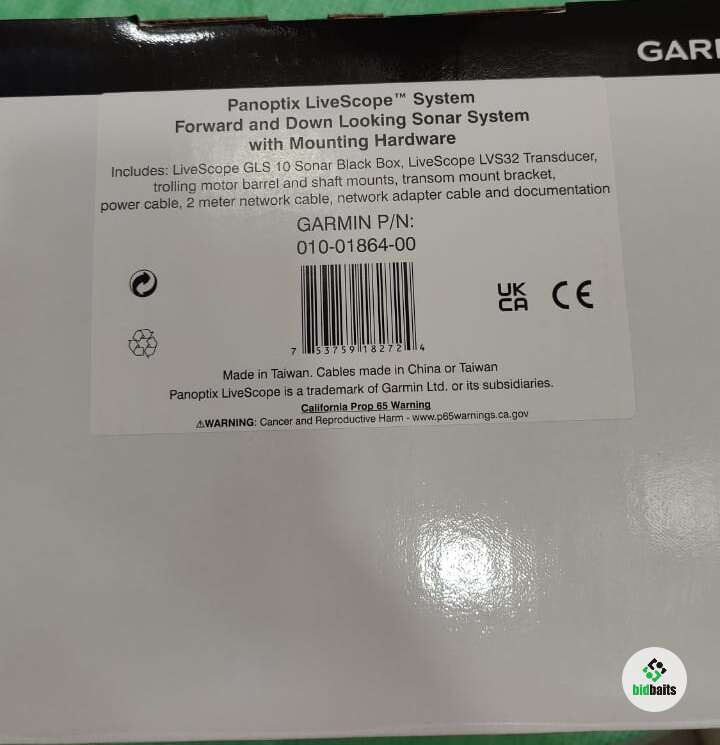 GARI
Panoptix LiveScope™ System
Forward and Down Looking Sonar System
with Mounting Hardware
Includes: LiveScope GLS 10 Sonar Black Box, LiveScope LVS32 Transducer,
trolling motor barrel and shaft mounts, transom mount bracket,
power cable, 2 meter network cable, network adapter cable and documentation
GARMIN P/N:
010-01864-00
UK
CA CE
7 53759 18272 4
Made in Taiwan. Cables made in China or Taiwan
Panoptix LiveScope is a trademark of Garmin Ltd. or its subsidiaries.
California Prop 65 Warning
⚠WARNING: Cancer and Reproductive Harm - www.p65warnings.ca.gov
bidbaits